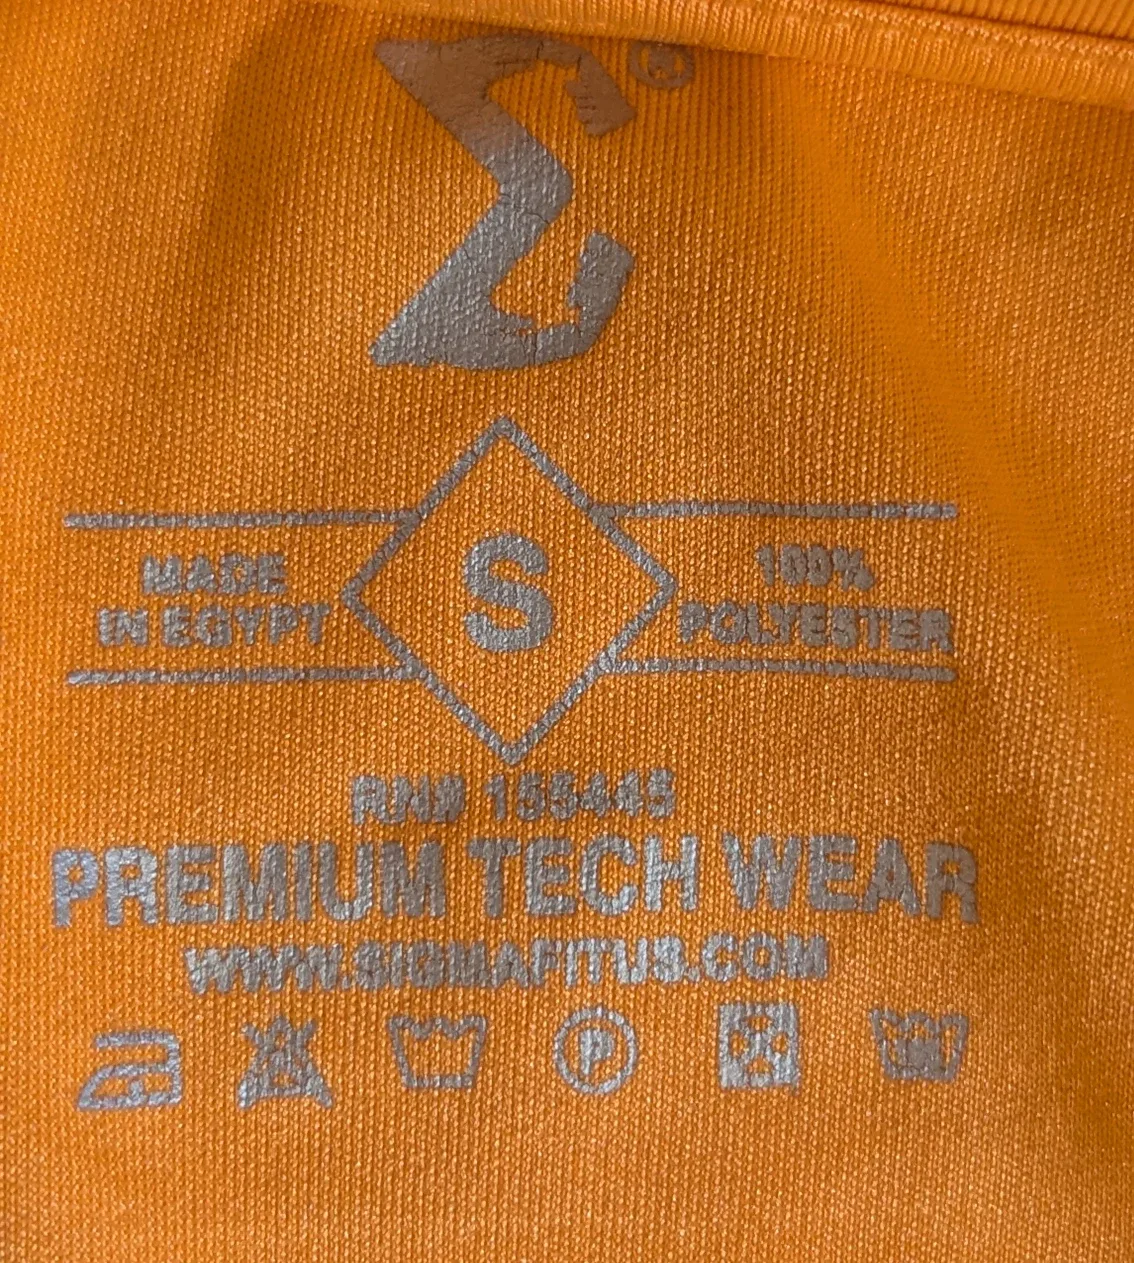 ®
S
MADE
IN EGYPT
100%
POLYESTER
RN# 155445
PREMIUM TECH WEAR
WWW.SIGMAFITUS.COM
P